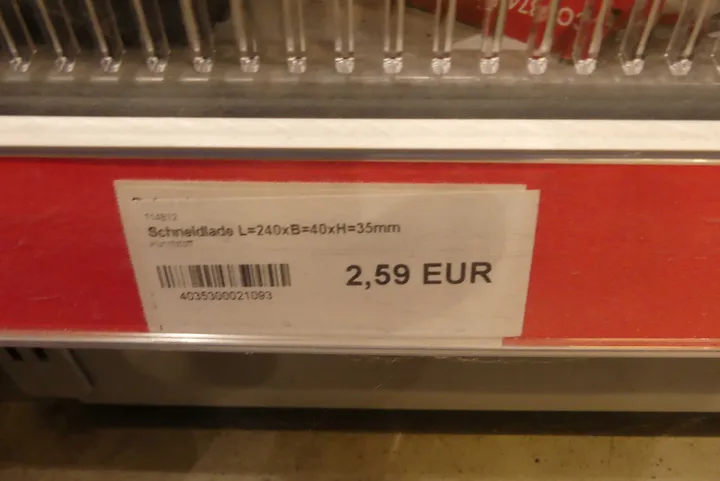 Schneidlade L=240xB=40xH=35mm
2,59 EUR
4035300021093